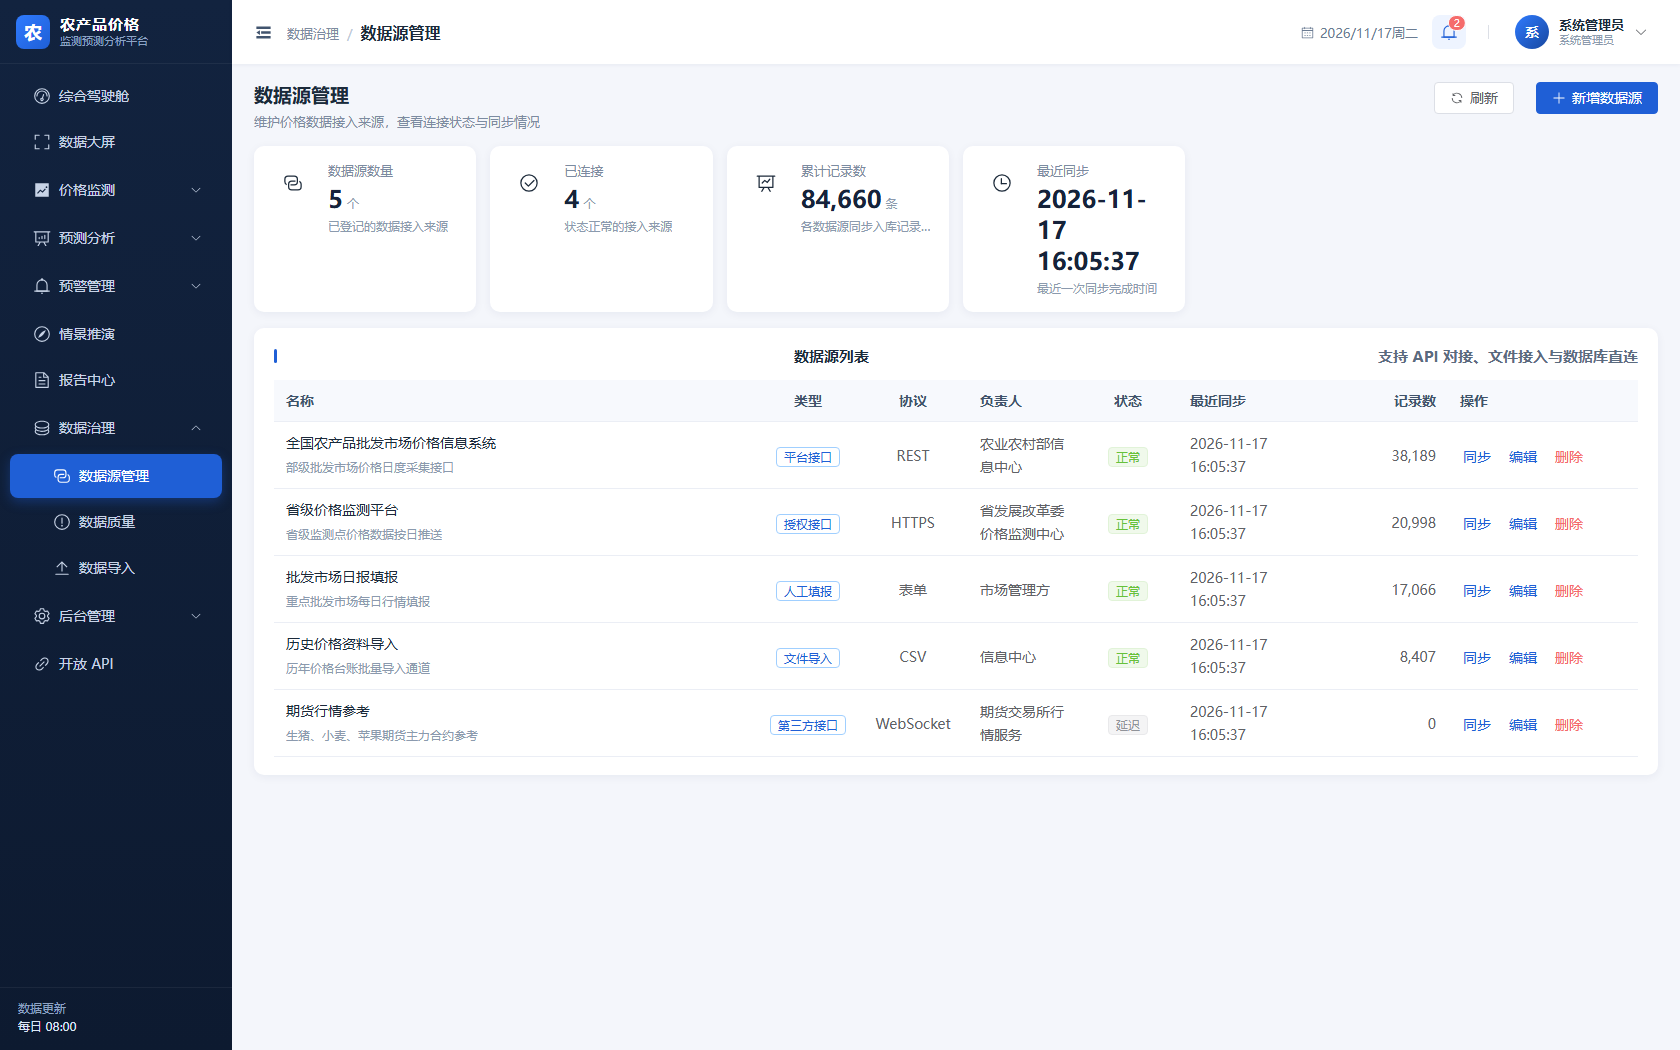 农
农产品价格
监测预测分析平台
综合驾驶舱
数据大屏
价格监测
预测分析
预警管理
情景推演
报告中心
数据治理
数据源管理
数据质量
数据导入
后台管理
开放 API
数据更新
每日 08:00
数据治理 / 数据源管理
2026/11/17周二
2
系
系统管理员
系统管理员
数据源管理
维护价格数据接入来源，查看连接状态与同步情况
刷新
新增数据源
数据源数量
5 个
已登记的数据接入来源
已连接
4 个
状态正常的接入来源
累计记录数
84,660 条
各数据源同步入库记录...
最近同步
2026-11-
17
16:05:37
最近一次同步完成时间
数据源列表
支持 API 对接、文件接入与数据库直连
名称 类型 协议 负责人 状态 最近同步 记录数 操作
全国农产品批发市场价格信息系统
部级批发市场价格日度采集接口
平台接口
REST
农业农村部信
息中心
正常
2026-11-17
16:05:37
38,189
同步 编辑 删除
省级价格监测平台
省级监测点价格数据按日推送
授权接口
HTTPS
省发展改革委
价格监测中心
正常
2026-11-17
16:05:37
20,998
同步 编辑 删除
批发市场日报填报
重点批发市场每日行情填报
人工填报
表单
市场管理方
正常
2026-11-17
16:05:37
17,066
同步 编辑 删除
历史价格资料导入
历年价格台账批量导入通道
文件导入
CSV
信息中心
正常
2026-11-17
16:05:37
8,407
同步 编辑 删除
期货行情参考
生猪、小麦、苹果期货主力合约参考
第三方接口
WebSocket
期货交易所行
情服务
延迟
2026-11-17
16:05:37
0
同步 编辑 删除